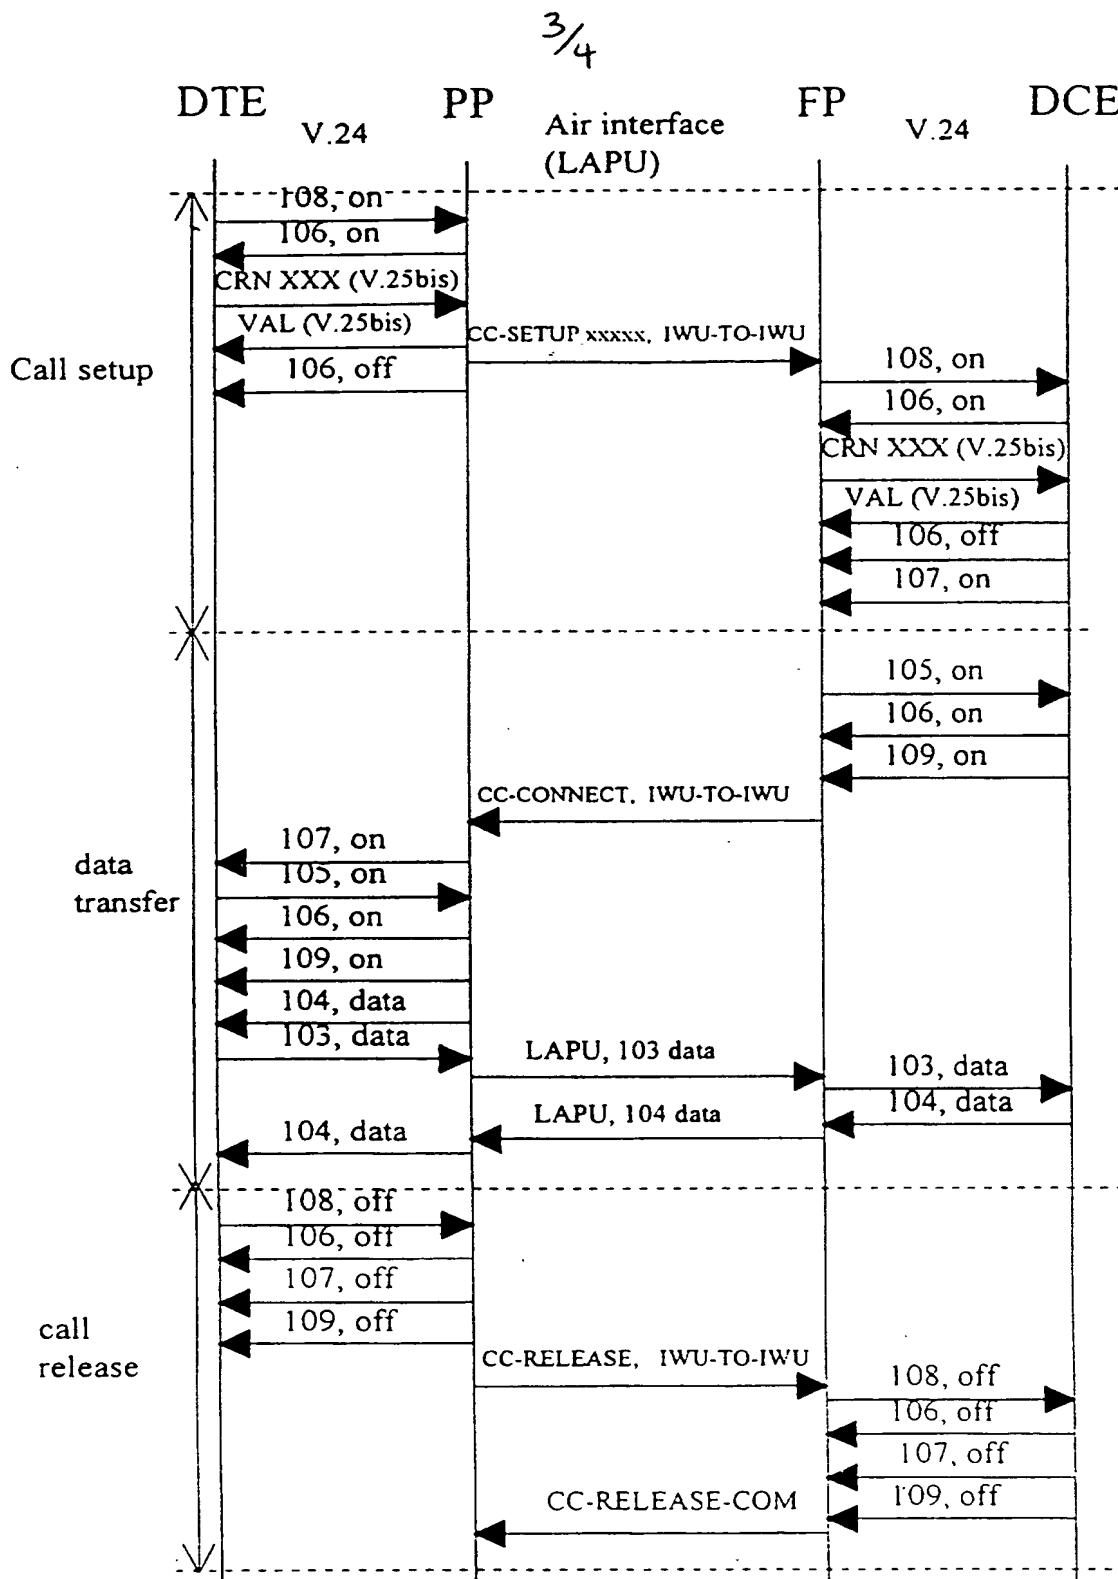 3/4
DTE PP FP DCE
V.24 Air interface V.24
(LAPU)
108, on
106, on
CRN XXX (V.25bis)
VAL (V.25bis)
CC-SETUP xxxxx, IWU-TO-IWU
Call setup
106, off
108, on
106, on
CRN XXX (V.25bis)
VAL (V.25bis)
106, off
107, on
105, on
106, on
109, on
CC-CONNECT, IWU-TO-IWU
107, on
data
transfer
105, on
106, on
109, on
104, data
103, data
LAPU, 103 data
103, data
104, data
LAPU, 104 data
104, data
108, off
106, off
107, off
109, off
call
release
CC-RELEASE, IWU-TO-IWU
108, off
106, off
107, off
109, off
CC-RELEASE-COM